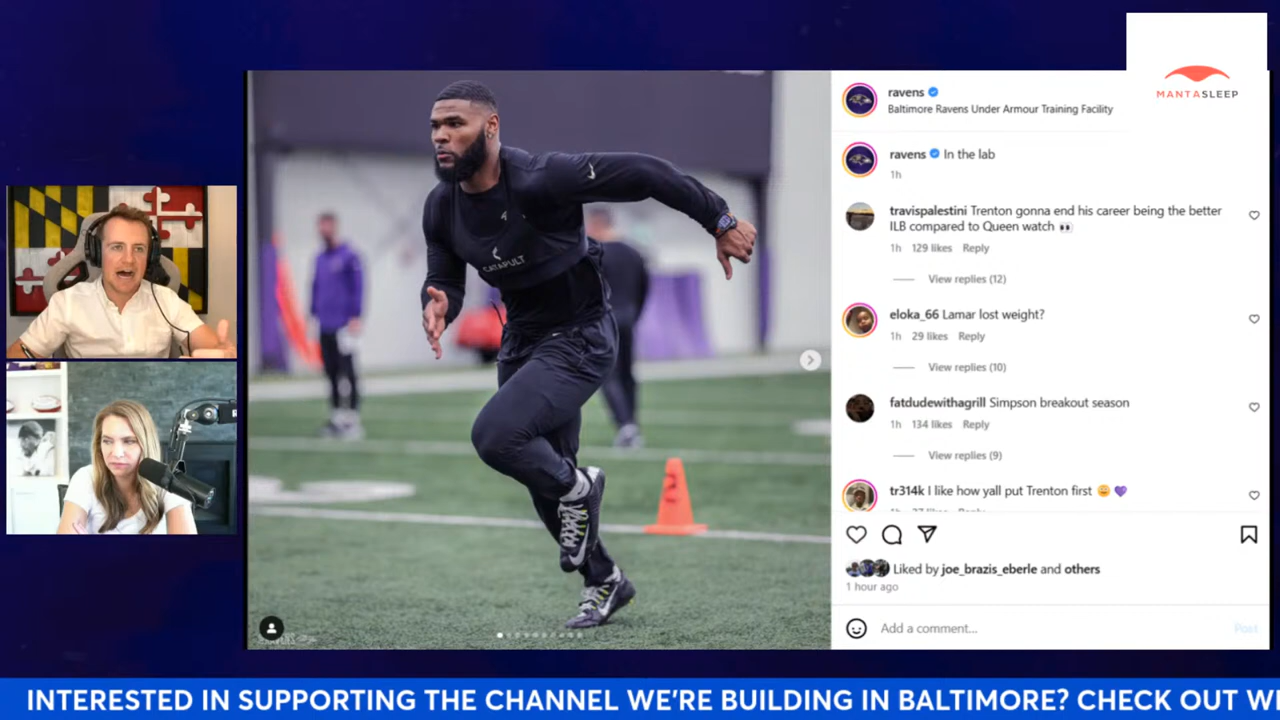 MANTA SLEEP
ravens
Baltimore Ravens Under Armour Training Facility
ravens In the lab
1h
travispalestini Trenton gonna end his career being the better
ILB compared to Queen watch 👀
1h 129 likes Reply
View replies (12)
eloka_66 Lamar lost weight?
1h 29 likes Reply
View replies (10)
fatdudewithagrill Simpson breakout season
1h 134 likes Reply
View replies (9)
tr314k I like how yall put Trenton first 😩 💜
Liked by joe_brazis_eberle and others
1 hour ago
Add a comment...
Post
CATAPULT
INTERESTED IN SUPPORTING THE CHANNEL WE'RE BUILDING IN BALTIMORE? CHECK OUT